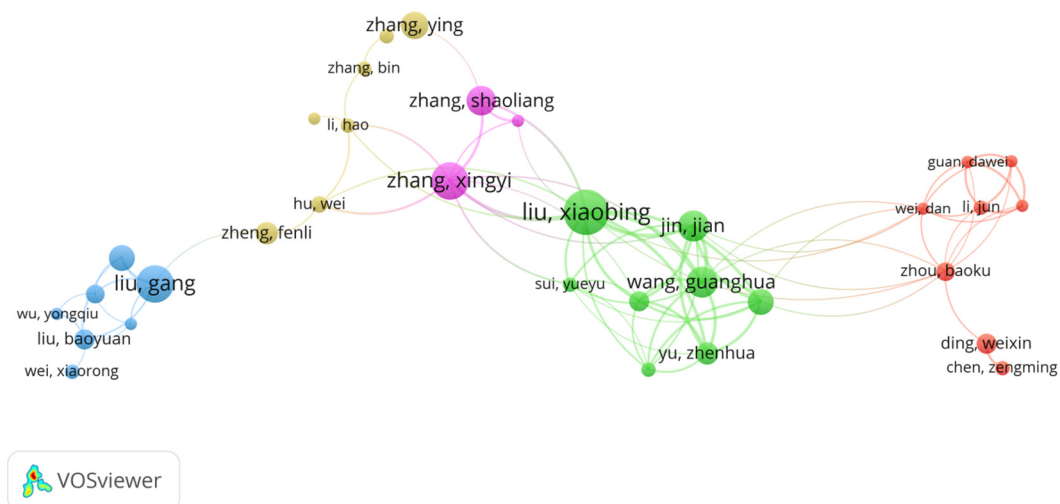 zhang, ying
zhang, bin
zhang, shaoliang
li, hao
guan, dawei
zhang, xingyi
hu, wei
liu, xiaobing
wei, dan
li, jun
jin, jian
zheng, fenli
zhou, baoku
liu, gang
sui, yueyu
wang, guanghua
wu, yongqiu
liu, baoyuan
yu, zhenhua
ding, weixin
wei, xiaorong
chen, zengming
VOSviewer